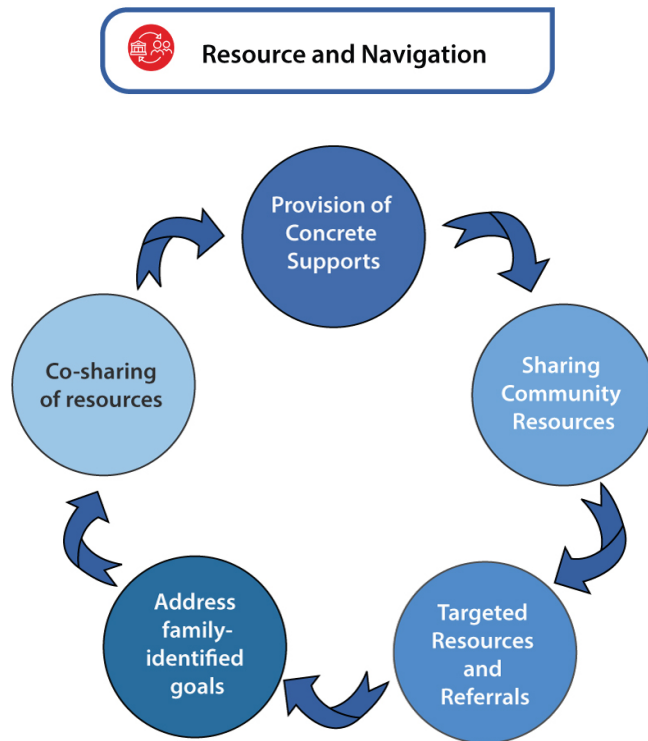 Resource and Navigation
Provision of
Concrete
Supports
Sharing
Community
Resources
Targeted
Resources
and
Referrals
Address
family-
identified
goals
Co-sharing
of resources